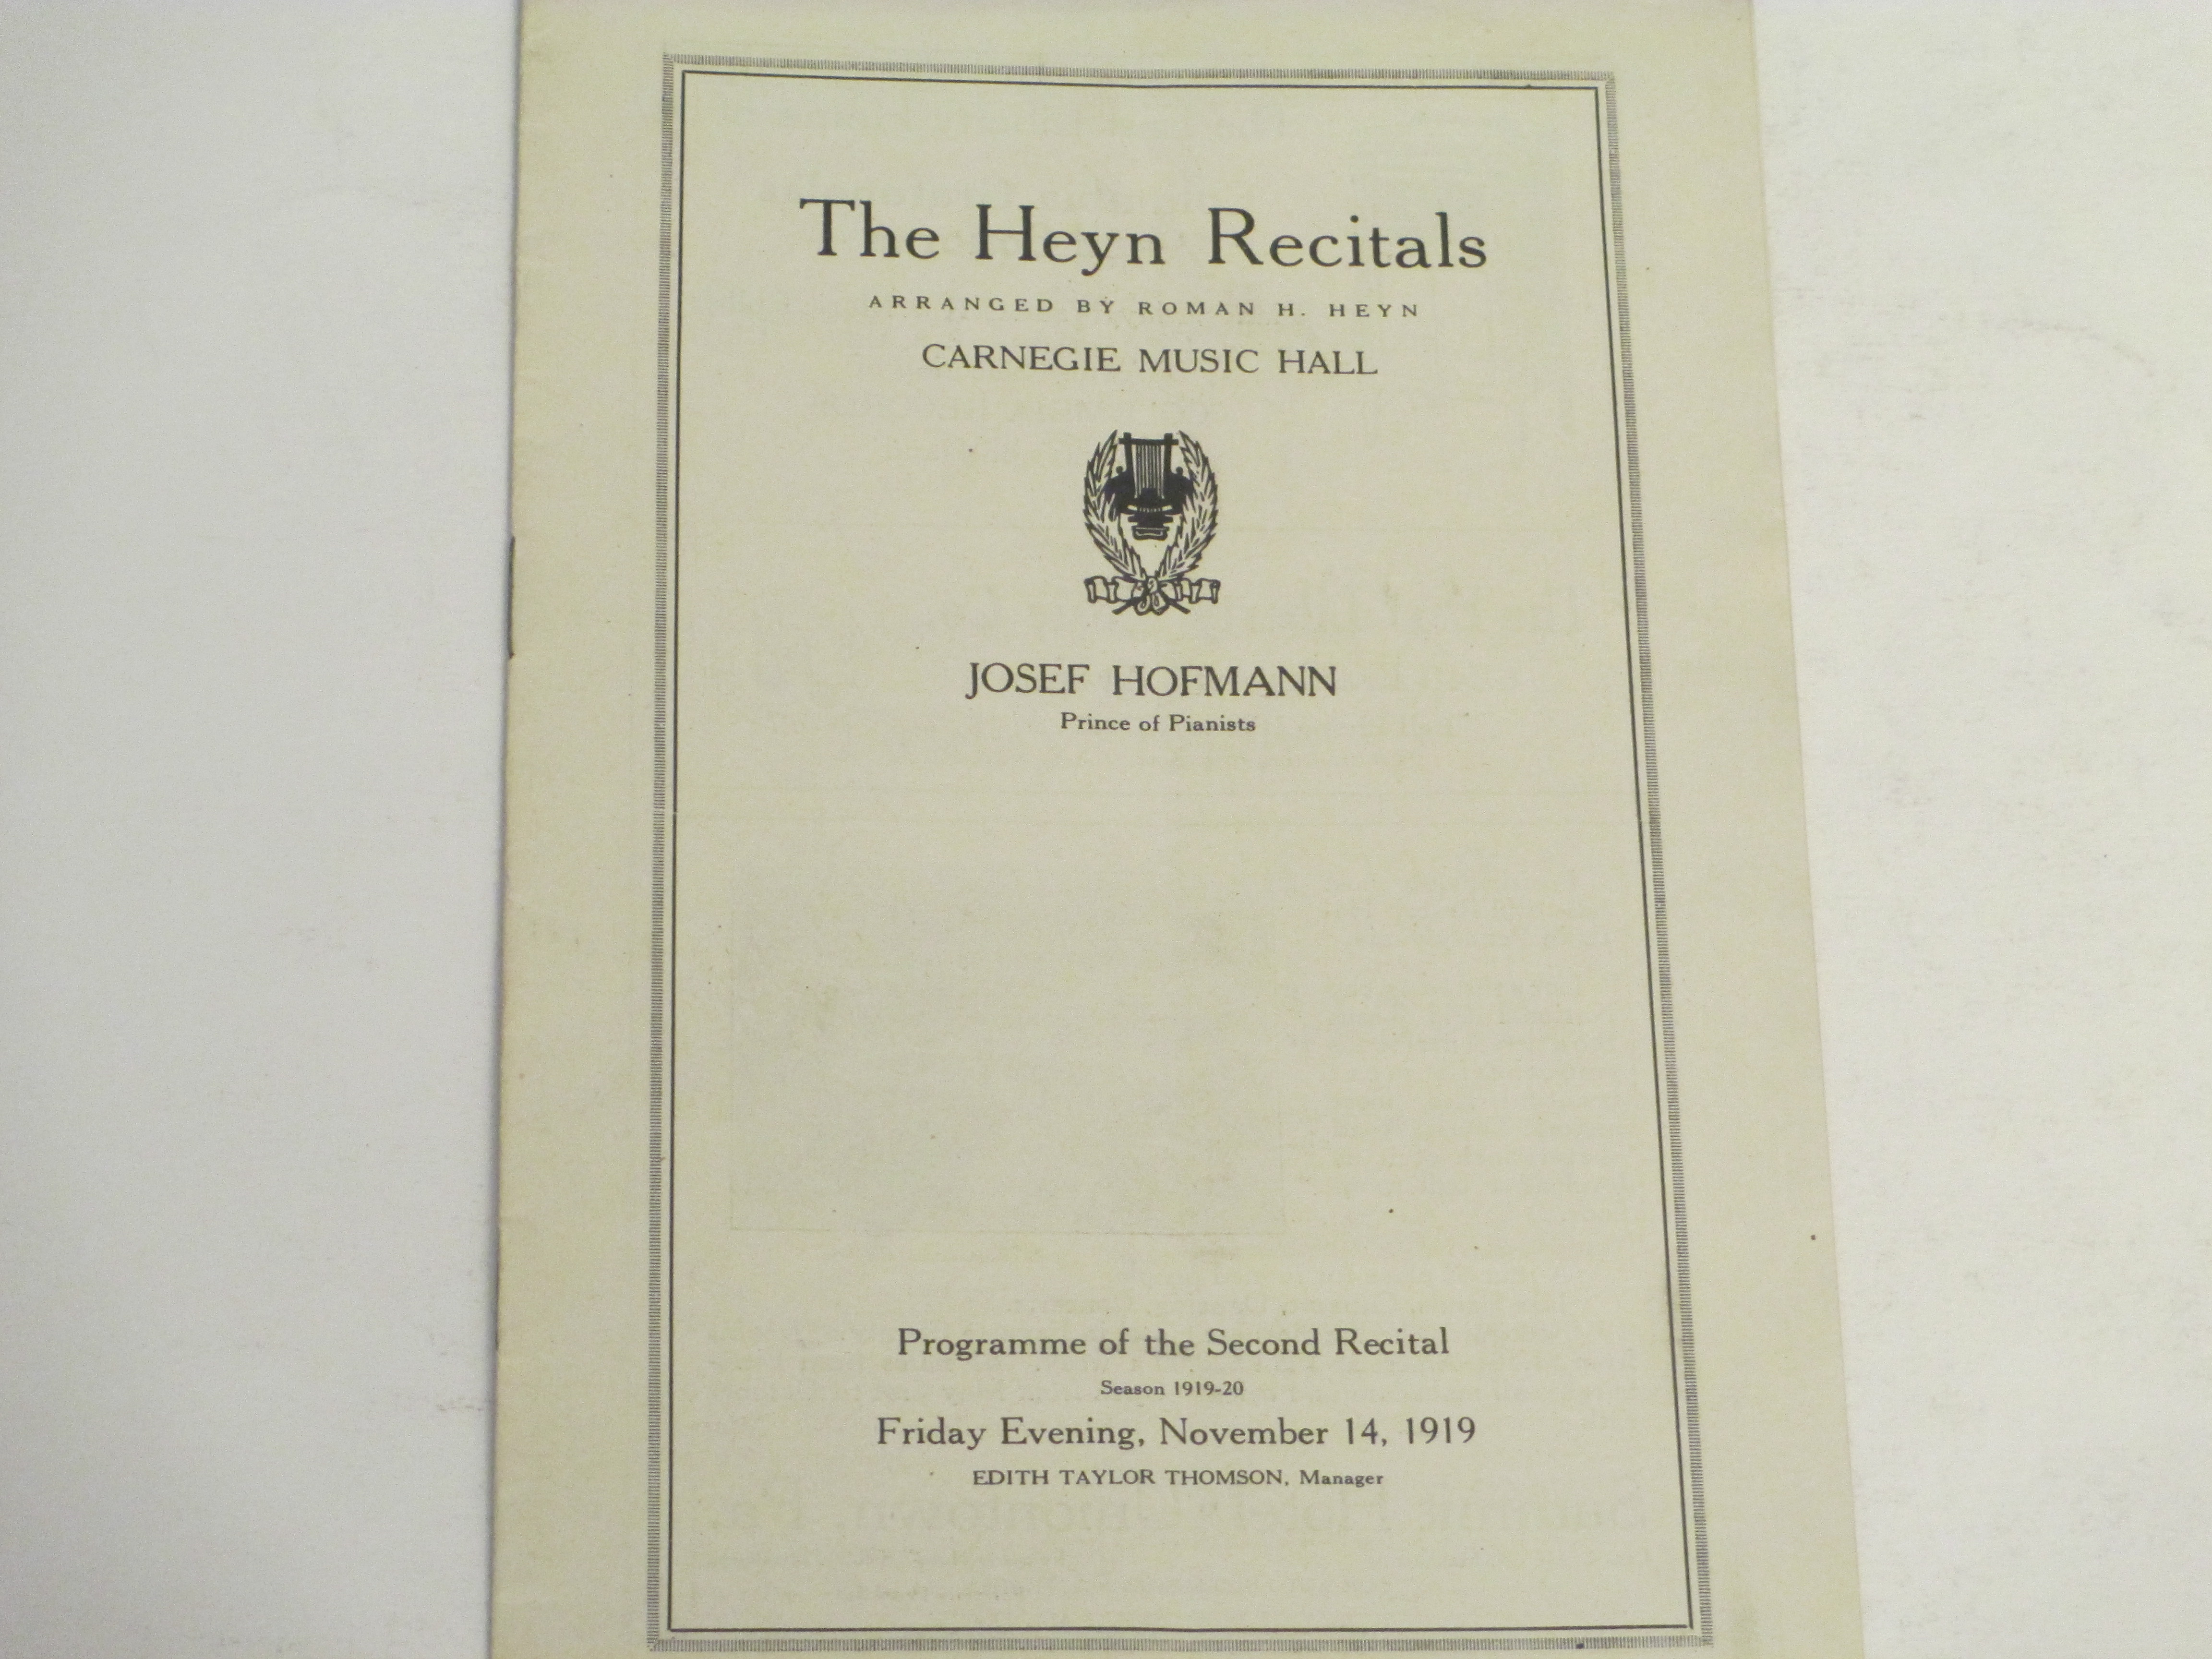 The Heyn Recitals
ARRANGED BY ROMAN H. HEYN
CARNEGIE MUSIC HALL
JOSEF HOFMANN
Prince of Pianists
Programme of the Second Recital
Season 1919-20
Friday Evening, November 14, 1919
EDITH TAYLOR THOMSON, Manager